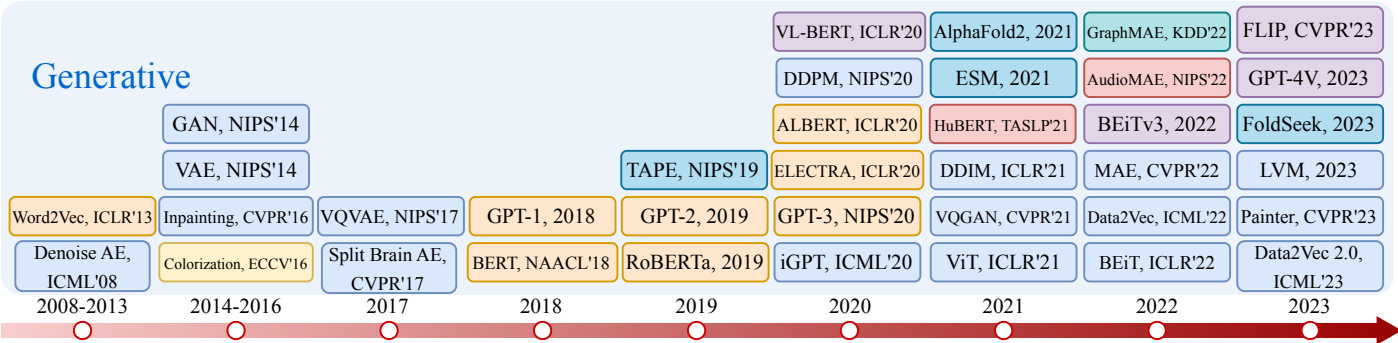 Generative
VL-BERT, ICLR'20
AlphaFold2, 2021
GraphMAE, KDD'22
FLIP, CVPR'23
DDPM, NIPS'20
ESM, 2021
AudioMAE, NIPS'22
GPT-4V, 2023
GAN, NIPS'14
ALBERT, ICLR'20
HuBERT, TASLP'21
BEiTv3, 2022
FoldSeek, 2023
VAE, NIPS'14
TAPE, NIPS'19
ELECTRA, ICLR'20
DDIM, ICLR'21
MAE, CVPR'22
LVM, 2023
Word2Vec, ICLR'13
Inpainting, CVPR'16
VQVAE, NIPS'17
GPT-1, 2018
GPT-2, 2019
GPT-3, NIPS'20
VQGAN, CVPR'21
Data2Vec, ICML'22
Painter, CVPR'23
Denoise AE,
ICML'08
Colorization, ECCV'16
Split Brain AE,
CVPR'17
BERT, NAACL'18
RoBERTa, 2019
iGPT, ICML'20
ViT, ICLR'21
BEiT, ICLR'22
Data2Vec 2.0,
ICML'23
2008-2013
2014-2016
2017
2018
2019
2020
2021
2022
2023